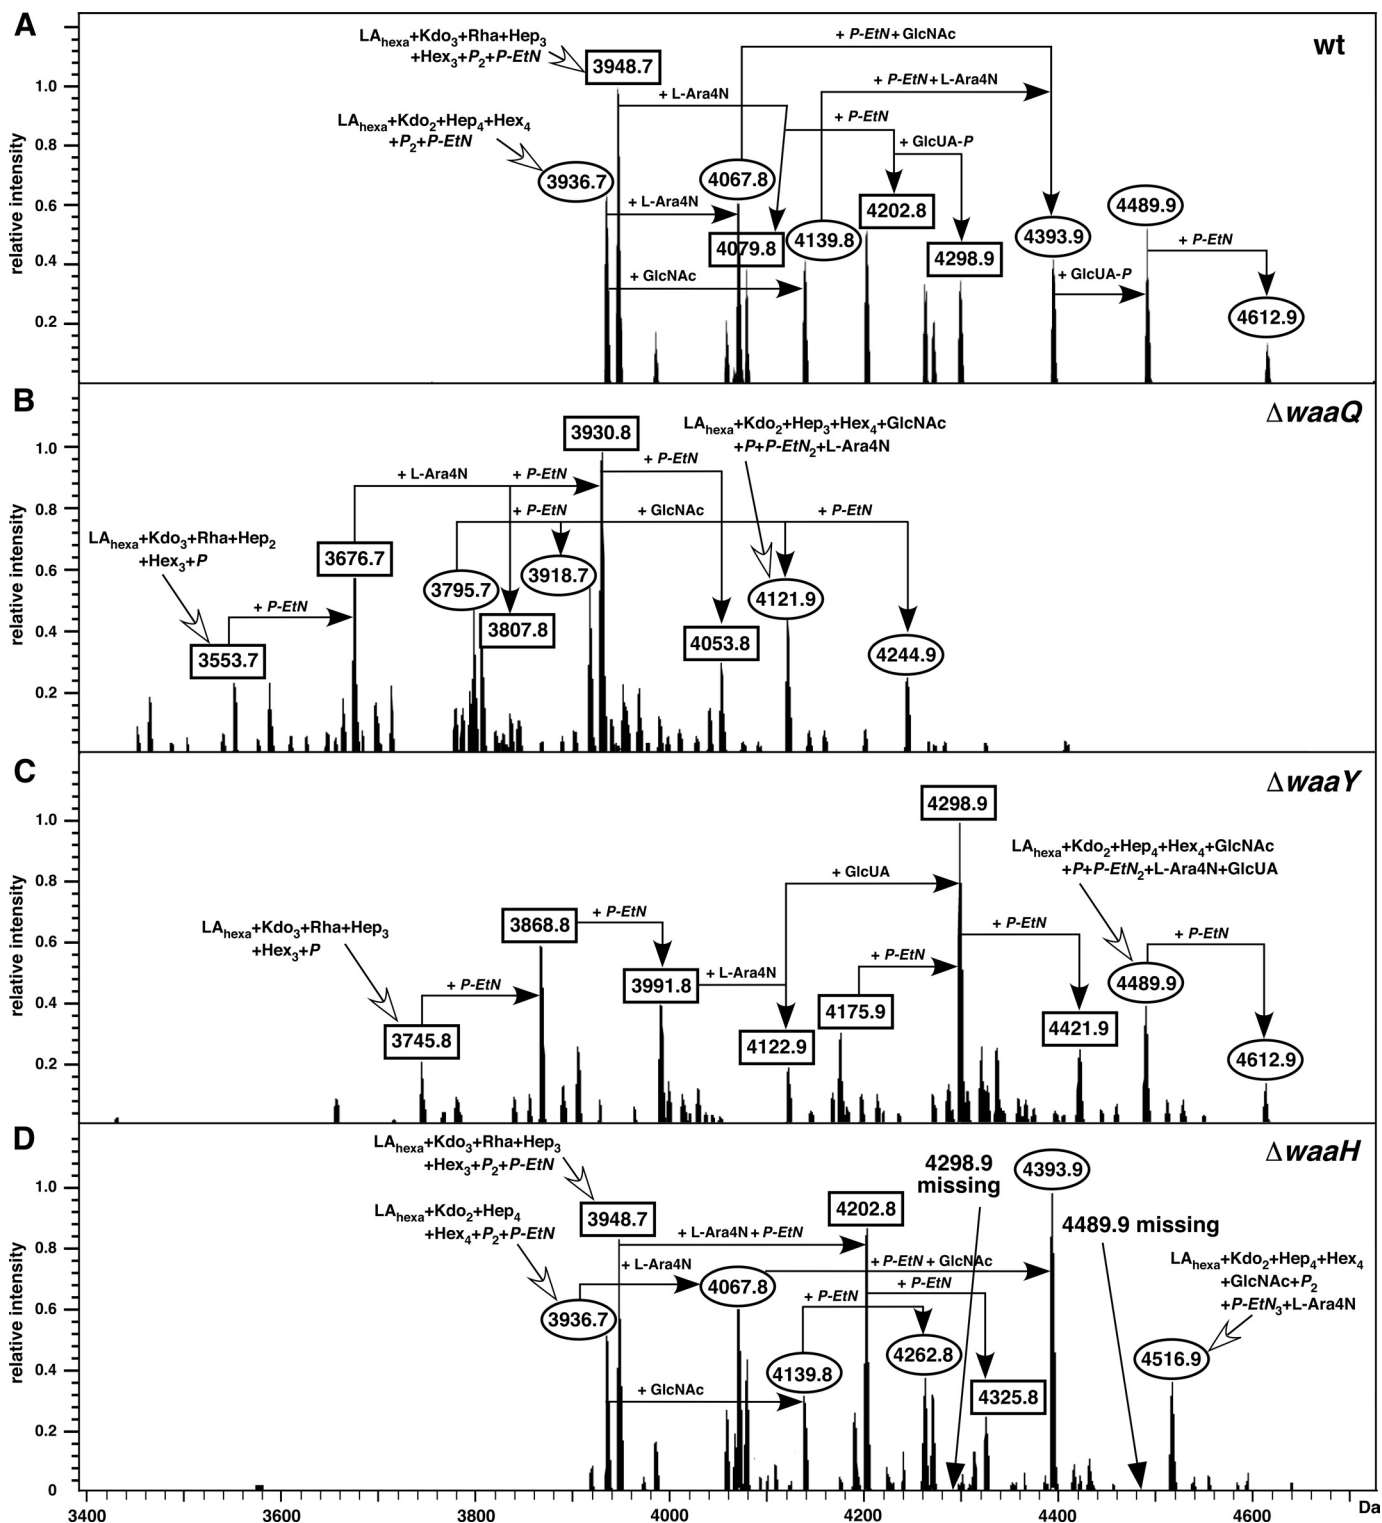 A
wt
relative intensity
1.0
0.8
0.6
0.4
0.2
LAhexa+Kdo3+Rha+Hep3
+Hex3+P2+P-EtN
LAhexa+Kdo2+Hep4+Hex4
+P2+P-EtN
3948.7
3936.7
+ L-Ara4N
+ L-Ara4N
+ GlcNAc
+ P-EtN+GlcNAc
+ P-EtN+L-Ara4N
+ P-EtN
+ GlcUA-P
4067.8
4079.8
4139.8
4202.8
4298.9
4393.9
+ GlcUA-P
4489.9
+ P-EtN
4612.9
B
ΔwaaQ
relative intensity
1.0
0.8
0.6
0.4
0.2
LAhexa+Kdo3+Rha+Hep2
+Hex3+P
3553.7
+ P-EtN
3676.7
+ L-Ara4N
+ P-EtN
3930.8
+ P-EtN
LAhexa+Kdo2+Hep3+Hex4+GlcNAc
+P+P-EtN2+L-Ara4N
+ P-EtN
+ GlcNAc
+ P-EtN
3795.7
3918.7
3807.8
4053.8
4121.9
4244.9
C
ΔwaaY
relative intensity
1.0
0.8
0.6
0.4
0.2
LAhexa+Kdo3+Rha+Hep3
+Hex3+P
3745.8
+ P-EtN
3868.8
+ P-EtN
3991.8
+ L-Ara4N
4122.9
+ GlcUA
4175.9
+ P-EtN
4298.9
+ P-EtN
4421.9
LAhexa+Kdo2+Hep4+Hex4+GlcNAc
+P+P-EtN2+L-Ara4N+GlcUA
4489.9
+ P-EtN
4612.9
D
ΔwaaH
relative intensity
1.0
0.8
0.6
0.4
0.2
0
LAhexa+Kdo3+Rha+Hep3
+Hex3+P2+P-EtN
3948.7
LAhexa+Kdo2+Hep4
+Hex4+P2+P-EtN
3936.7
+ L-Ara4N+P-EtN
+ L-Ara4N
4067.8
+ GlcNAc
4139.8
+ P-EtN
4202.8
+ P-EtN+GlcNAc
+ P-EtN
4262.8
4325.8
4298.9
missing
4393.9
4489.9 missing
LAhexa+Kdo2+Hep4+Hex4
+GlcNAc+P2
+P-EtN3+L-Ara4N
4516.9
3400
3600
3800
4000
4200
4400
4600
Da